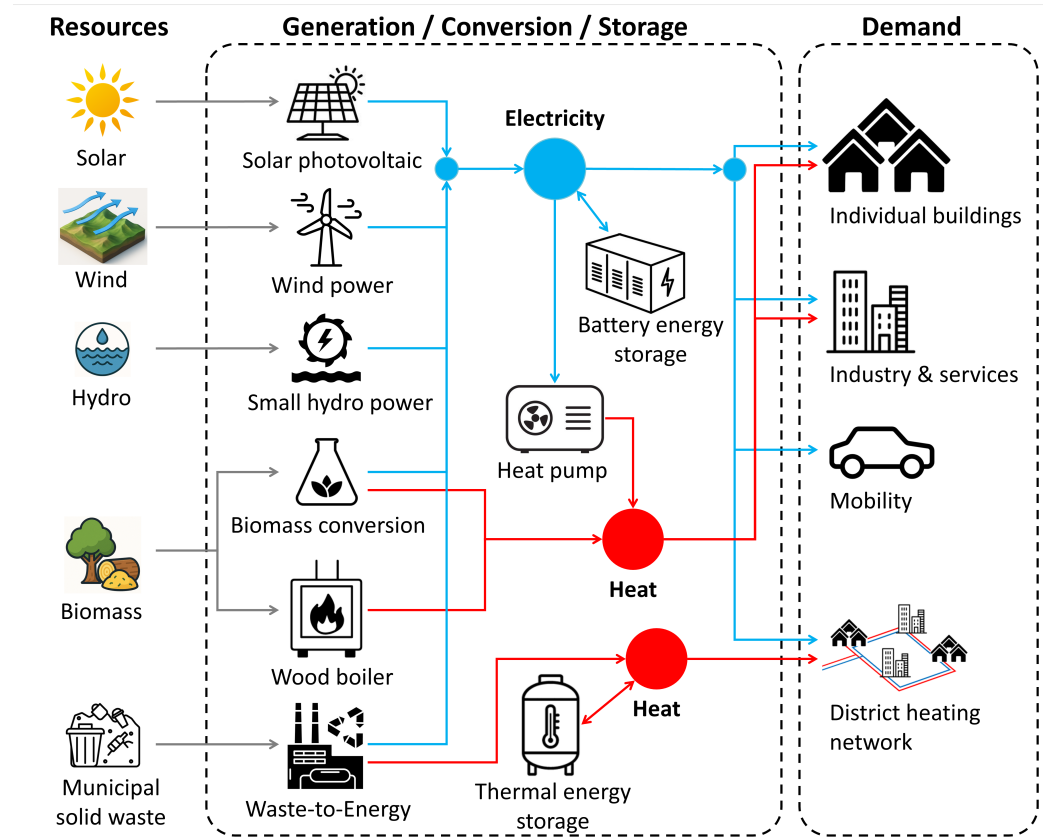 Resources
Generation / Conversion / Storage
Demand
Solar
Solar photovoltaic
Electricity
Individual buildings
Wind
Wind power
Battery energy
storage
Hydro
Small hydro power
Industry & services
Heat pump
Mobility
Biomass
Biomass conversion
Heat
Wood boiler
Heat
District heating
network
Municipal
solid waste
Waste-to-Energy
Thermal energy
storage